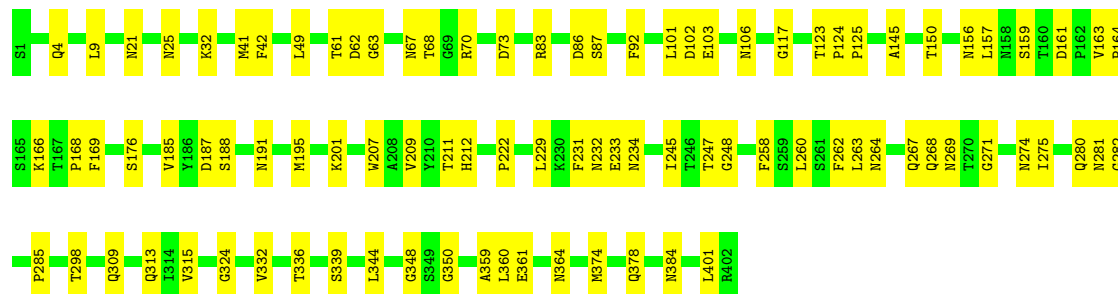 S1
Q4
L9
N21
N25
K32
M41
F42
L49
T61
D62
G63
N67
T68
G69
R70
D73
R83
D86
S87
F92
L101
D102
E103
N106
G117
T123
P124
P125
A145
T150
N156
L157
N158
S159
T160
D161
P162
V163
S165
K166
T167
P168
F169
S176
V185
Y186
D187
S188
N191
M195
K201
W207
A208
V209
Y210
T211
H212
P222
L229
K230
F231
N232
E233
N234
I245
T246
T247
G248
F258
S259
L260
S261
F262
L263
N264
Q267
Q268
N269
T270
G271
N274
I275
Q280
N281
P285
T298
Q309
Q313
I314
V315
G324
V332
T336
S339
L344
G348
S349
G350
A359
L360
E361
N364
M374
Q378
N384
L401
R402